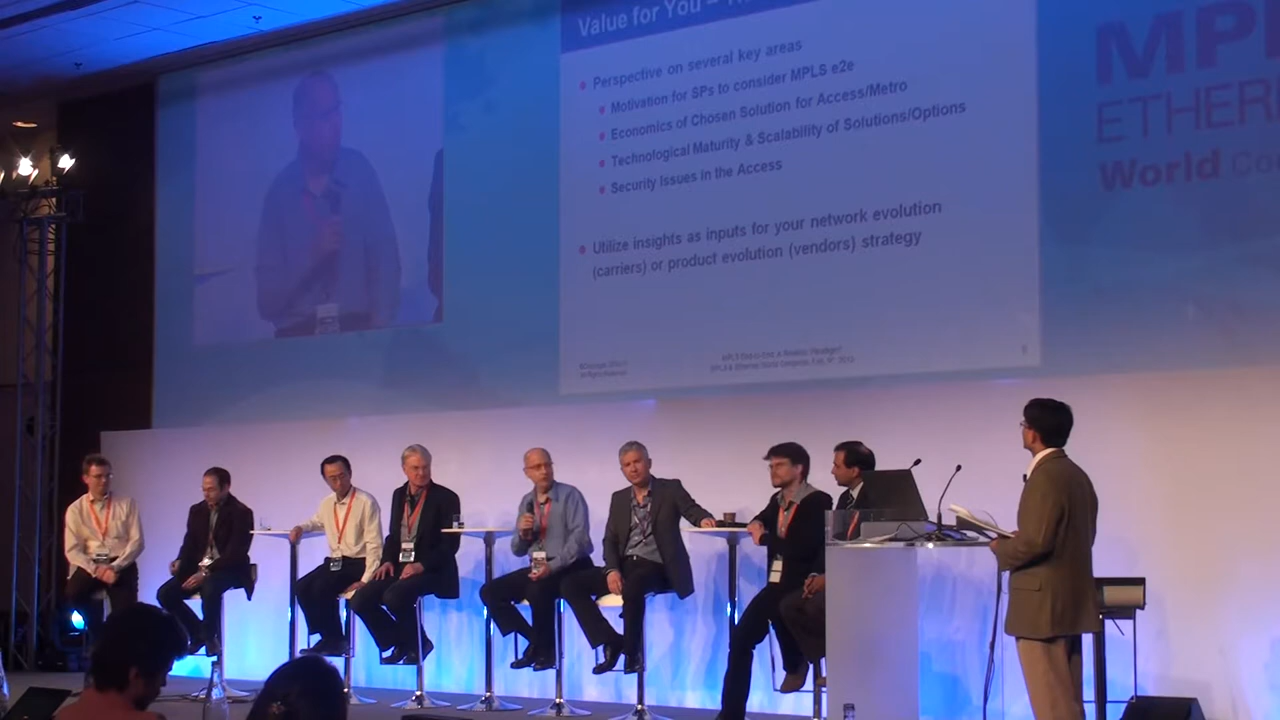 Value for You –
Perspective on several key areas
Motivation for SPs to consider MPLS e2e
Economics of Chosen Solution for Access/Metro
Technological Maturity & Scalability of Solutions/Options
Security Issues in the Access
Utilize insights as inputs for your network evolution
(carriers) or product evolution (vendors) strategy
MPL
ETHER
World Co